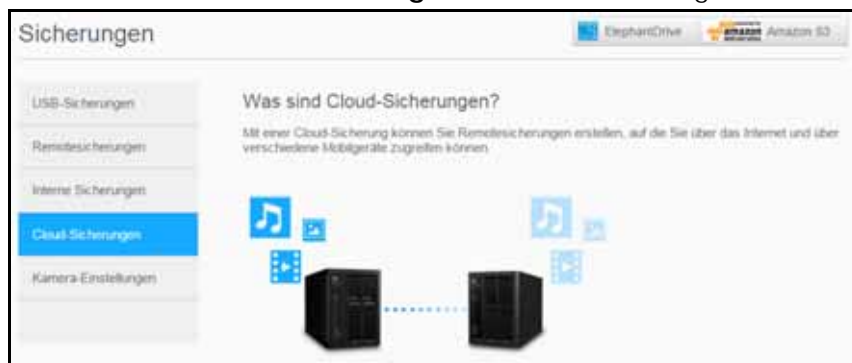 Sicherungen
ElephantDrive
amazon Amazon S3
USB-Sicherungen
Was sind Cloud-Sicherungen?
Mit einer Cloud-Sicherung können Sie Remotesicherungen erstellen, auf die Sie über das Internet und über
verschiedene Mobilgeräte zugreifen können.
Remotesicherungen
Interne Sicherungen
Cloud-Sicherungen
Kamera-Einstellungen